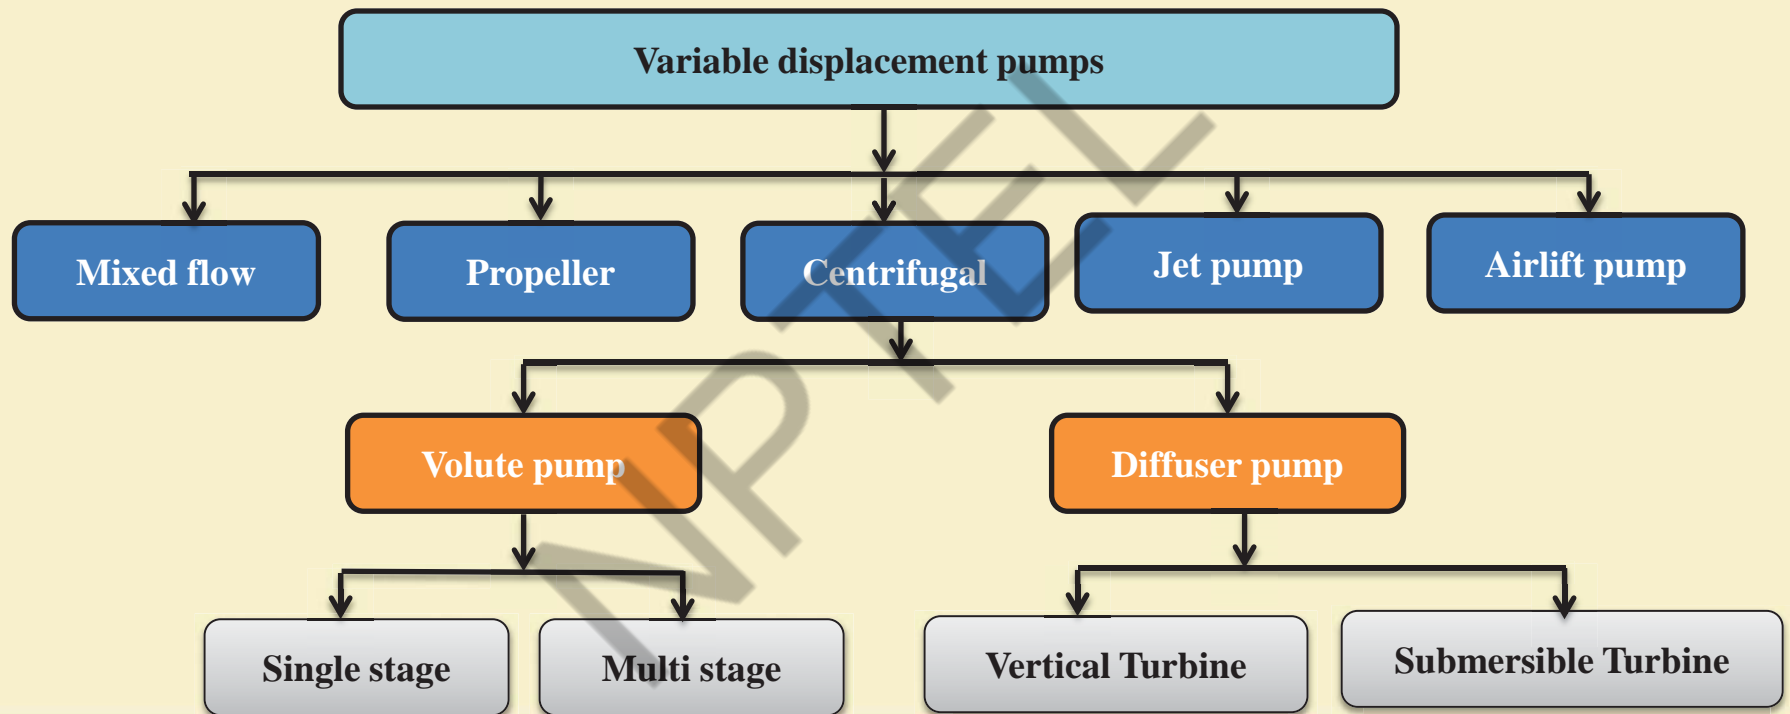 Variable displacement pumps
Mixed flow
Propeller
Centrifugal
Jet pump
Airlift pump
Volute pump
Diffuser pump
Single stage
Multi stage
Vertical Turbine
Submersible Turbine
NPTEL